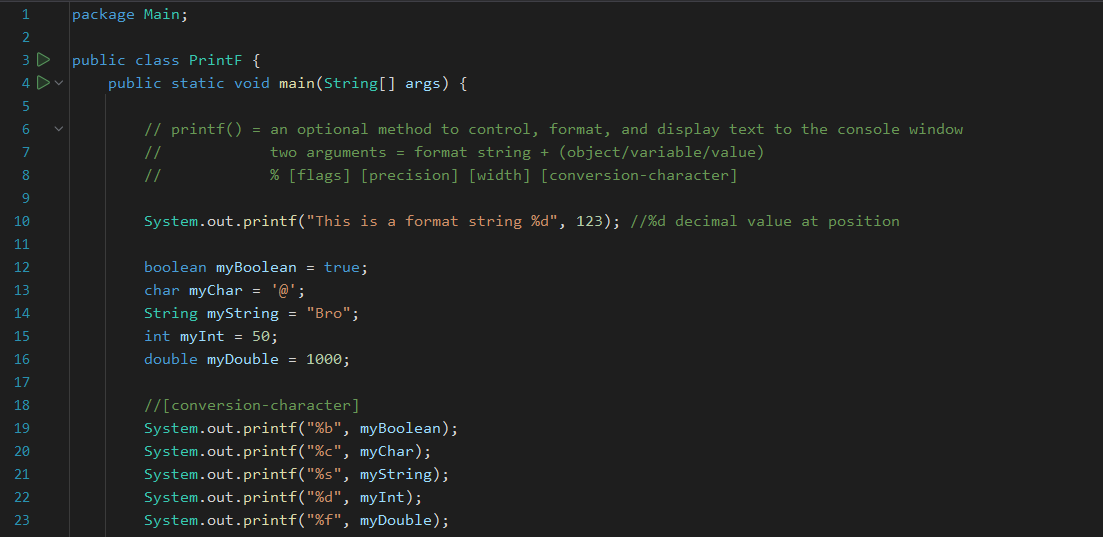 1 package Main;
2
3 public class PrintF {
4 public static void main(String[] args) {
5
6 // printf() = an optional method to control, format, and display text to the console window
7 // two arguments = format string + (object/variable/value)
8 // % [flags] [precision] [width] [conversion-character]
9
10 System.out.printf("This is a format string %d", 123); //%d decimal value at position
11
12 boolean myBoolean = true;
13 char myChar = '@';
14 String myString = "Bro";
15 int myInt = 50;
16 double myDouble = 1000;
17
18 //[conversion-character]
19 System.out.printf("%b", myBoolean);
20 System.out.printf("%c", myChar);
21 System.out.printf("%s", myString);
22 System.out.printf("%d", myInt);
23 System.out.printf("%f", myDouble);